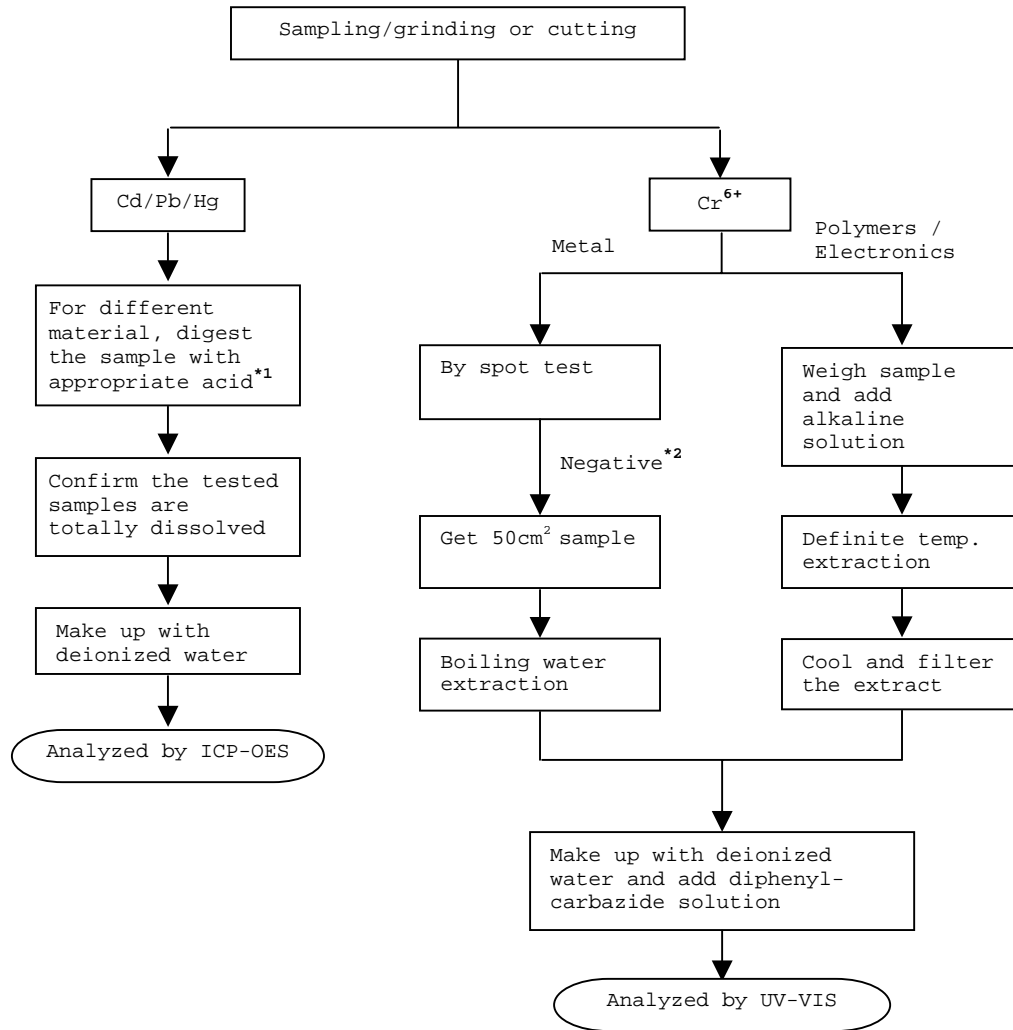 Sampling/grinding or cutting
Cd/Pb/Hg
For different
material, digest
the sample with
appropriate acid*1
Confirm the tested
samples are
totally dissolved
Make up with
deionized water
Analyzed by ICP-OES
Cr6+
Metal
Polymers /
Electronics
By spot test
Negative*2
Get 50cm2 sample
Boiling water
extraction
Weigh sample
and add
alkaline
solution
Definite temp.
extraction
Cool and filter
the extract
Make up with deionized
water and add diphenyl-
carbazide solution
Analyzed by UV-VIS